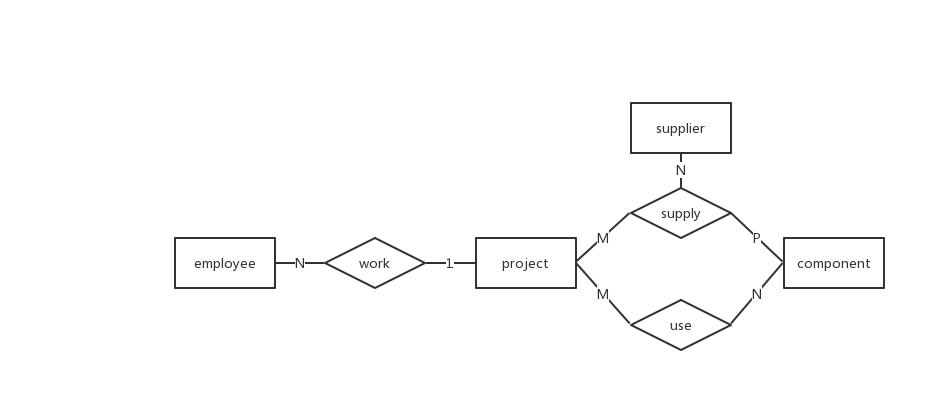 supplier
N
supply
M
P
employee
N
work
1
project
component
M
N
use